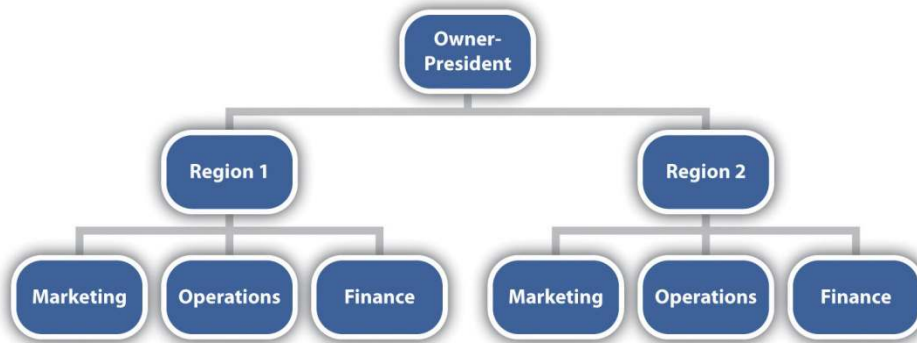 Owner-
President
Region 1
Region 2
Marketing
Operations
Finance
Marketing
Operations
Finance